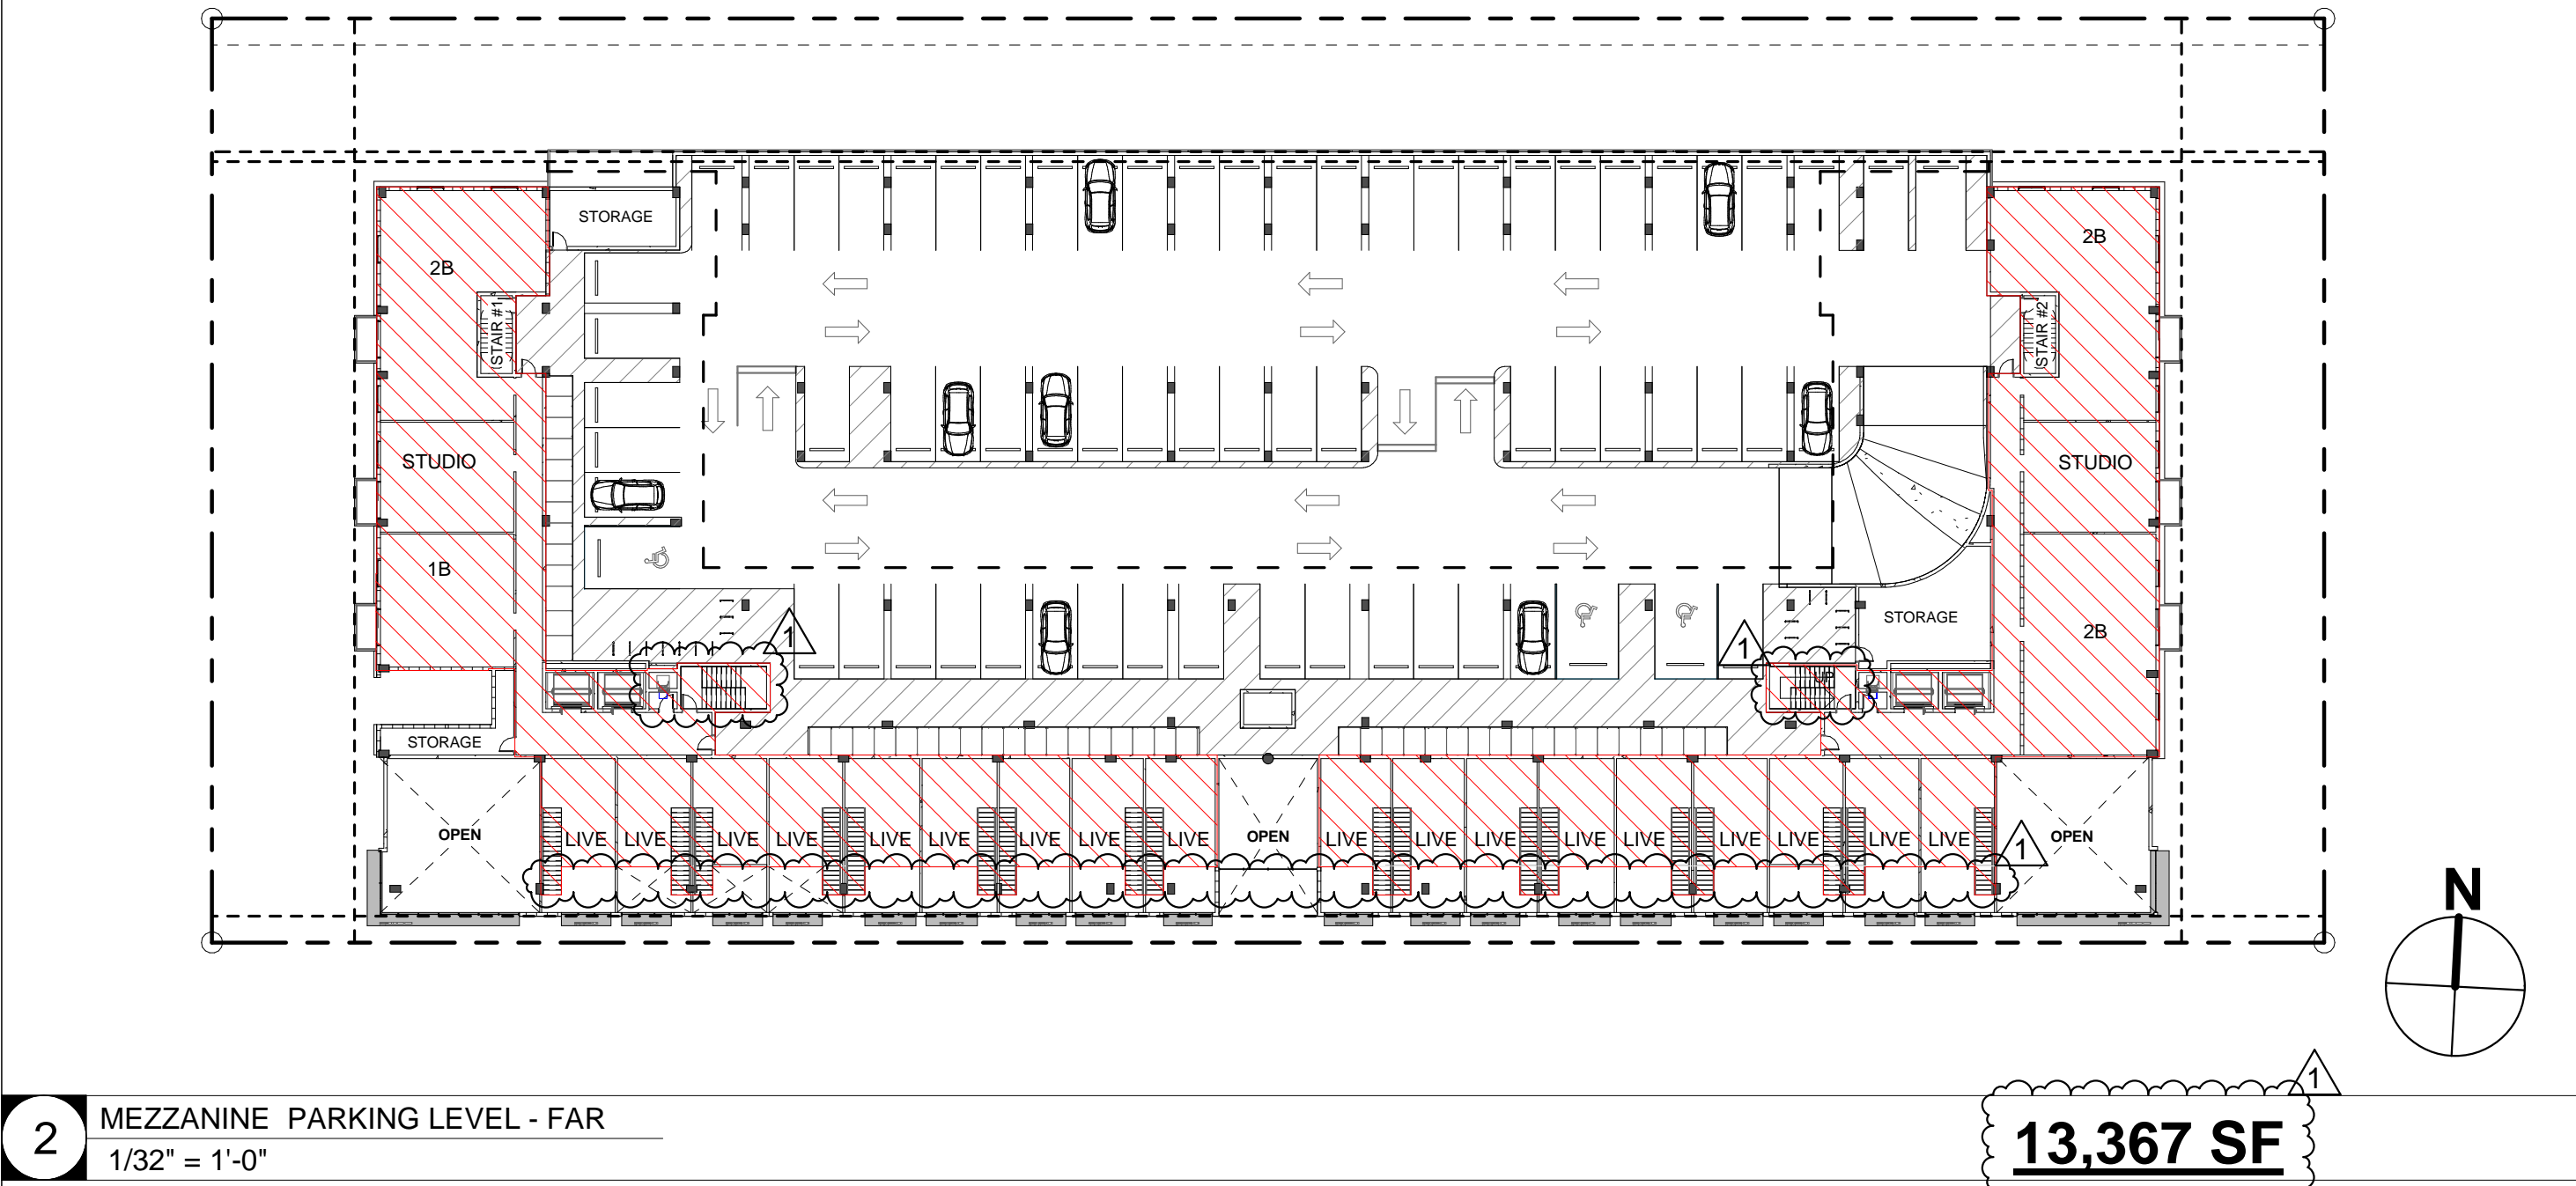 STORAGE
2B
2B
STAIR #1
STAIR #2
STUDIO
STUDIO
1B
STORAGE
2B
1
1
STORAGE
OPEN
LIVE LIVE LIVE LIVE LIVE LIVE LIVE LIVE LIVE
OPEN
LIVE LIVE LIVE LIVE LIVE LIVE LIVE LIVE LIVE
1
OPEN
N
1
2
MEZZANINE PARKING LEVEL - FAR
1/32" = 1'-0"
13,367 SF